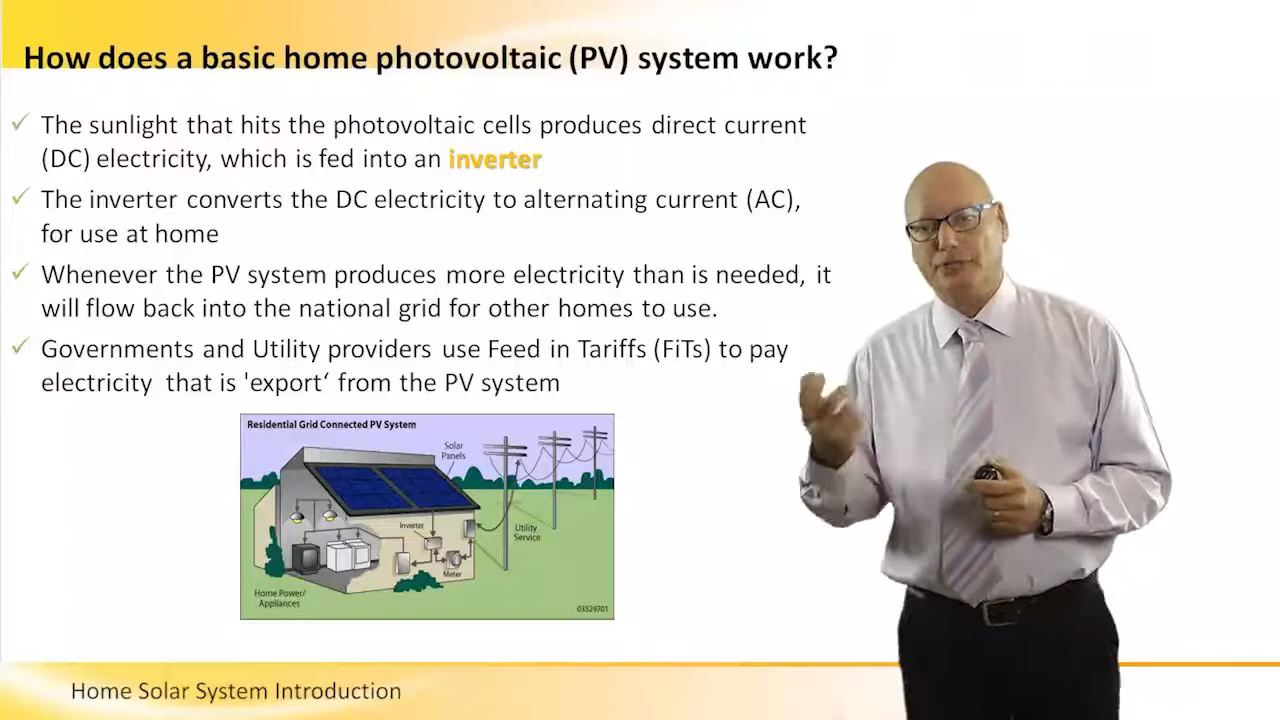 How does a basic home photovoltaic (PV) system work?
The sunlight that hits the photovoltaic cells produces direct current
(DC) electricity, which is fed into an inverter
The inverter converts the DC electricity to alternating current (AC),
for use at home
Whenever the PV system produces more electricity than is needed, it
will flow back into the national grid for other homes to use.
Governments and Utility providers use Feed in Tariffs (FiTs) to pay
electricity that is 'export‘ from the PV system
Residential Grid Connected PV System
Solar
Panels
Inverter
Utility
Service
Meter
Home Power/
Appliances
03529701
Home Solar System Introduction